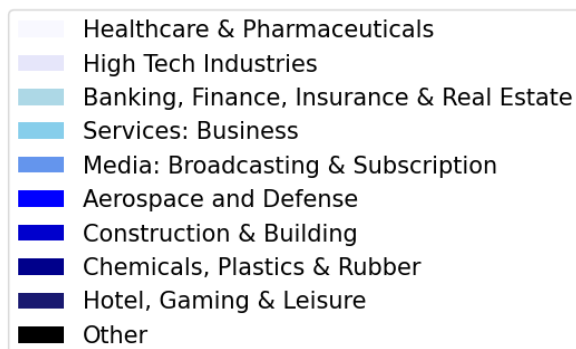 Healthcare & Pharmaceuticals
High Tech Industries
Banking, Finance, Insurance & Real Estate
Services: Business
Media: Broadcasting & Subscription
Aerospace and Defense
Construction & Building
Chemicals, Plastics & Rubber
Hotel, Gaming & Leisure
Other